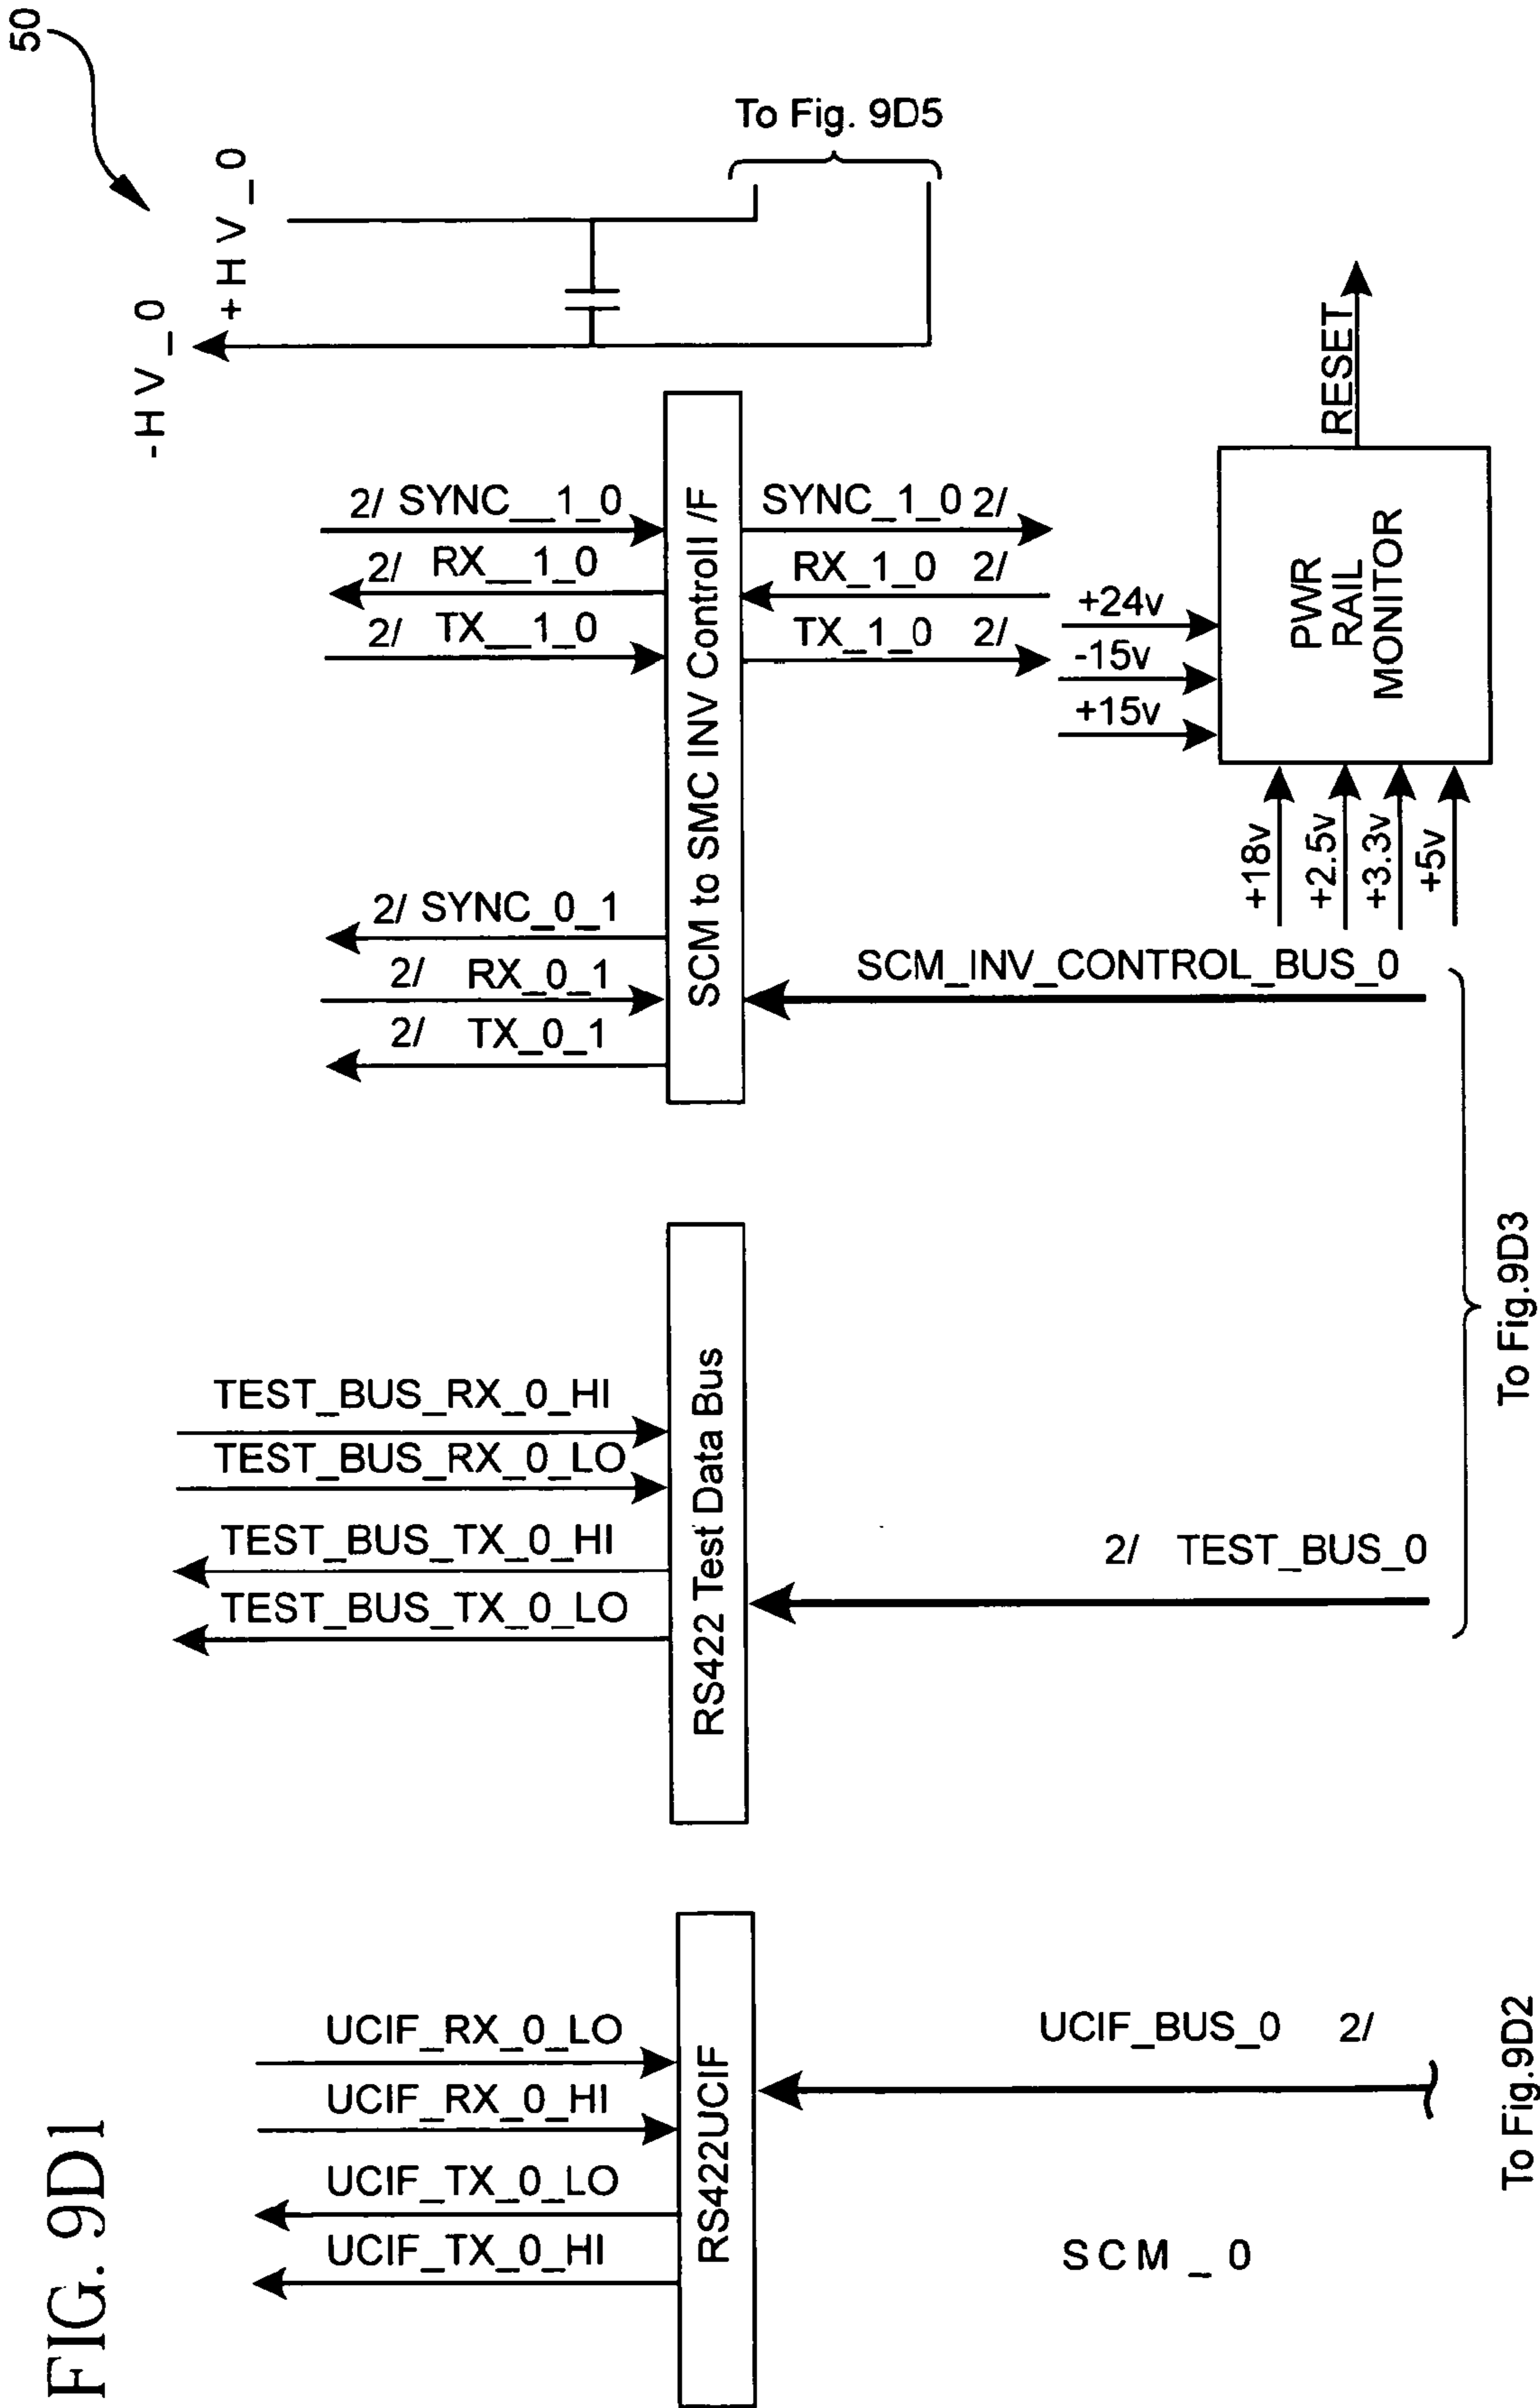 FIG. 9D1
50
-HV_0
+HV_0
To Fig. 9D5
2/ SYNC__1_0
2/ RX__1_0
2/ TX__1_0
2/ SYNC_0_1
2/ RX_0_1
2/ TX_0_1
SCM to SMC INV Controll /F
SYNC_1_0 2/
RX_1_0 2/
TX_1_0 2/
+24v
-15v
+15v
+18v
+2.5v
+3.3v
+5v
PWR
RAIL
MONITOR
RESET
SCM_INV_CONTROL_BUS_0
TEST_BUS_RX_0_HI
TEST_BUS_RX_0_LO
TEST_BUS_TX_0_HI
TEST_BUS_TX_0_LO
RS422 Test Data Bus
2/ TEST_BUS_0
To Fig.9D3
UCIF_RX_0_LO
UCIF_RX_0_HI
UCIF_TX_0_LO
UCIF_TX_0_HI
RS422UCIF
UCIF_BUS_0 2/
SCM_0
To Fig.9D2